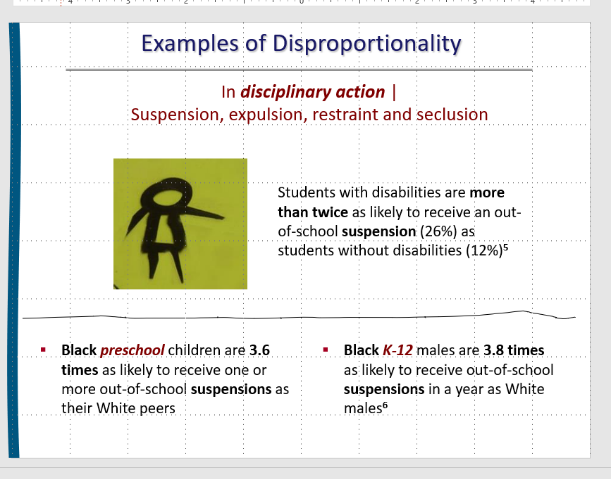 Examples of Disproportionality
In disciplinary action |
Suspension, expulsion, restraint and seclusion
Students with disabilities are more
than twice as likely to receive an out-
of-school suspension (26%) as
students without disabilities (12%)⁵
▪ Black preschool children are 3.6
times as likely to receive one or
more out-of-school suspensions as
their White peers
▪ Black K-12 males are 3.8 times
as likely to receive out-of-school
suspensions in a year as White
males⁶